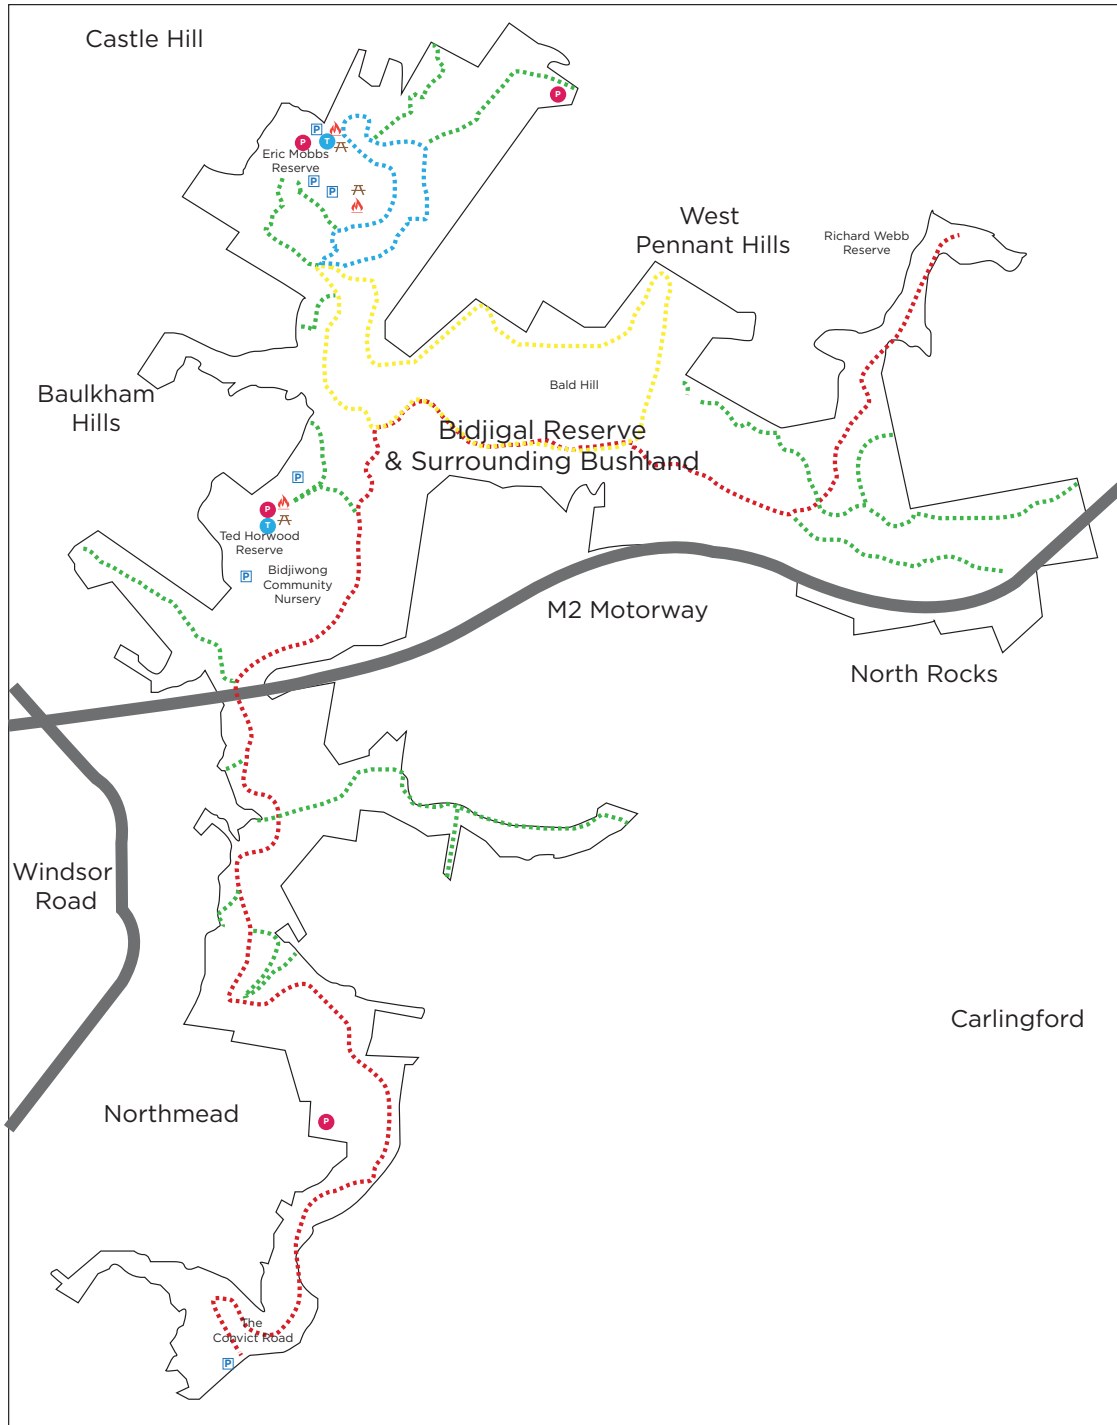 Castle Hill
P
P
P
T
Eric Mobbs
Reserve
P
P
West
Pennant Hills
Richard Webb
Reserve
Baulkham
Hills
Bald Hill
Bidjigal Reserve
& Surrounding Bushland
P
P
T
Ted Horwood
Reserve
P
Bidjiwong
Community
Nursery
M2 Motorway
North Rocks
Windsor
Road
Carlingford
Northmead
P
The
Convict Road
P